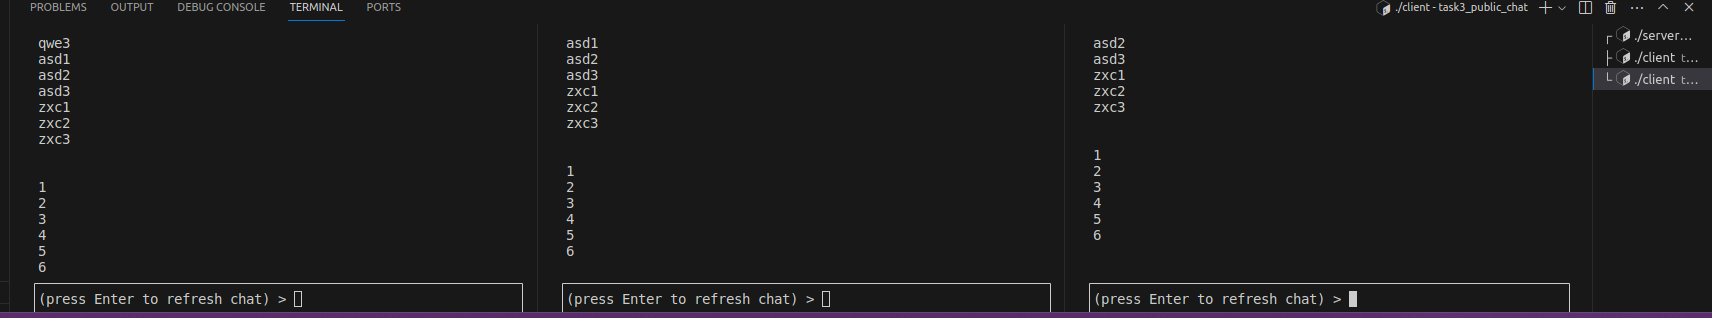 PROBLEMS OUTPUT DEBUG CONSOLE TERMINAL PORTS ./client - task3_public_chat
qwe3
asd1
asd2
asd3
zxc1
zxc2
zxc3
1
2
3
4
5
6
(press Enter to refresh chat) >
asd1
asd2
asd3
zxc1
zxc2
zxc3
1
2
3
4
5
6
(press Enter to refresh chat) >
asd2
asd3
zxc1
zxc2
zxc3
1
2
3
4
5
6
(press Enter to refresh chat) >
./server...
./client t...
./client t...